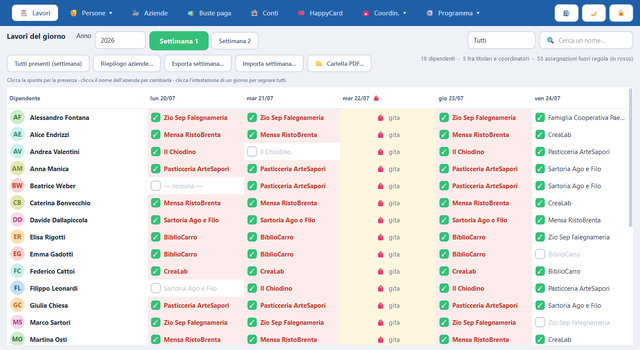 Lavori Persone Aziende Buste paga Conti HappyCard Coordin. Programma
Lavori del giorno Anno 2026 Settimana 1 Settimana 2 Tutti Cerca un nome...
Tutti presenti (settimana) Riepilogo aziende... Esporta settimana... Importa settimana... Cartella PDF... 19 dipendenti · 5 fra titolari e coordinatori · 53 assegnazioni fuori regola (in rosso)
Clicca la spunta per la presenza · clicca il nome dell'azienda per cambiarla · clicca l'intestazione di un giorno per segnare tutti
Dipendente lun 20/07 mar 21/07 mer 22/07 gio 23/07 ven 24/07
AF Alessandro Fontana Zio Sep Falegnameria Zio Sep Falegnameria gita Zio Sep Falegnameria Famiglia Cooperativa Pae...
AE Alice Endrizzi Mensa RistoBrenta Mensa RistoBrenta gita Mensa RistoBrenta CreaLab
AV Andrea Valentini Il Chiodino Il Chiodino gita Il Chiodino Pasticceria ArteSapori
AM Anna Manica Pasticceria ArteSapori Pasticceria ArteSapori gita Pasticceria ArteSapori Sartoria Ago e Filo
BW Beatrice Weber — nessuna — Pasticceria ArteSapori gita Pasticceria ArteSapori Sartoria Ago e Filo
CB Caterina Bonvecchio Mensa RistoBrenta Mensa RistoBrenta gita Mensa RistoBrenta CreaLab
DD Davide Dallapiccola Sartoria Ago e Filo Sartoria Ago e Filo gita Sartoria Ago e Filo Mensa RistoBrenta
ER Elisa Rigotti BiblioCarro BiblioCarro gita BiblioCarro Zio Sep Falegnameria
EG Emma Gadotti BiblioCarro BiblioCarro gita BiblioCarro BiblioCarro
FC Federico Cattoi CreaLab CreaLab gita CreaLab BiblioCarro
FL Filippo Leonardi Sartoria Ago e Filo Il Chiodino gita Il Chiodino Pasticceria ArteSapori
GC Giulia Chiesa Pasticceria ArteSapori Pasticceria ArteSapori gita Pasticceria ArteSapori Sartoria Ago e Filo
MS Marco Sartori Zio Sep Falegnameria Zio Sep Falegnameria gita Zio Sep Falegnameria Zio Sep Falegnameria
MO Martina Osti Mensa RistoBrenta Mensa RistoBrenta gita Mensa RistoBrenta CreaLab